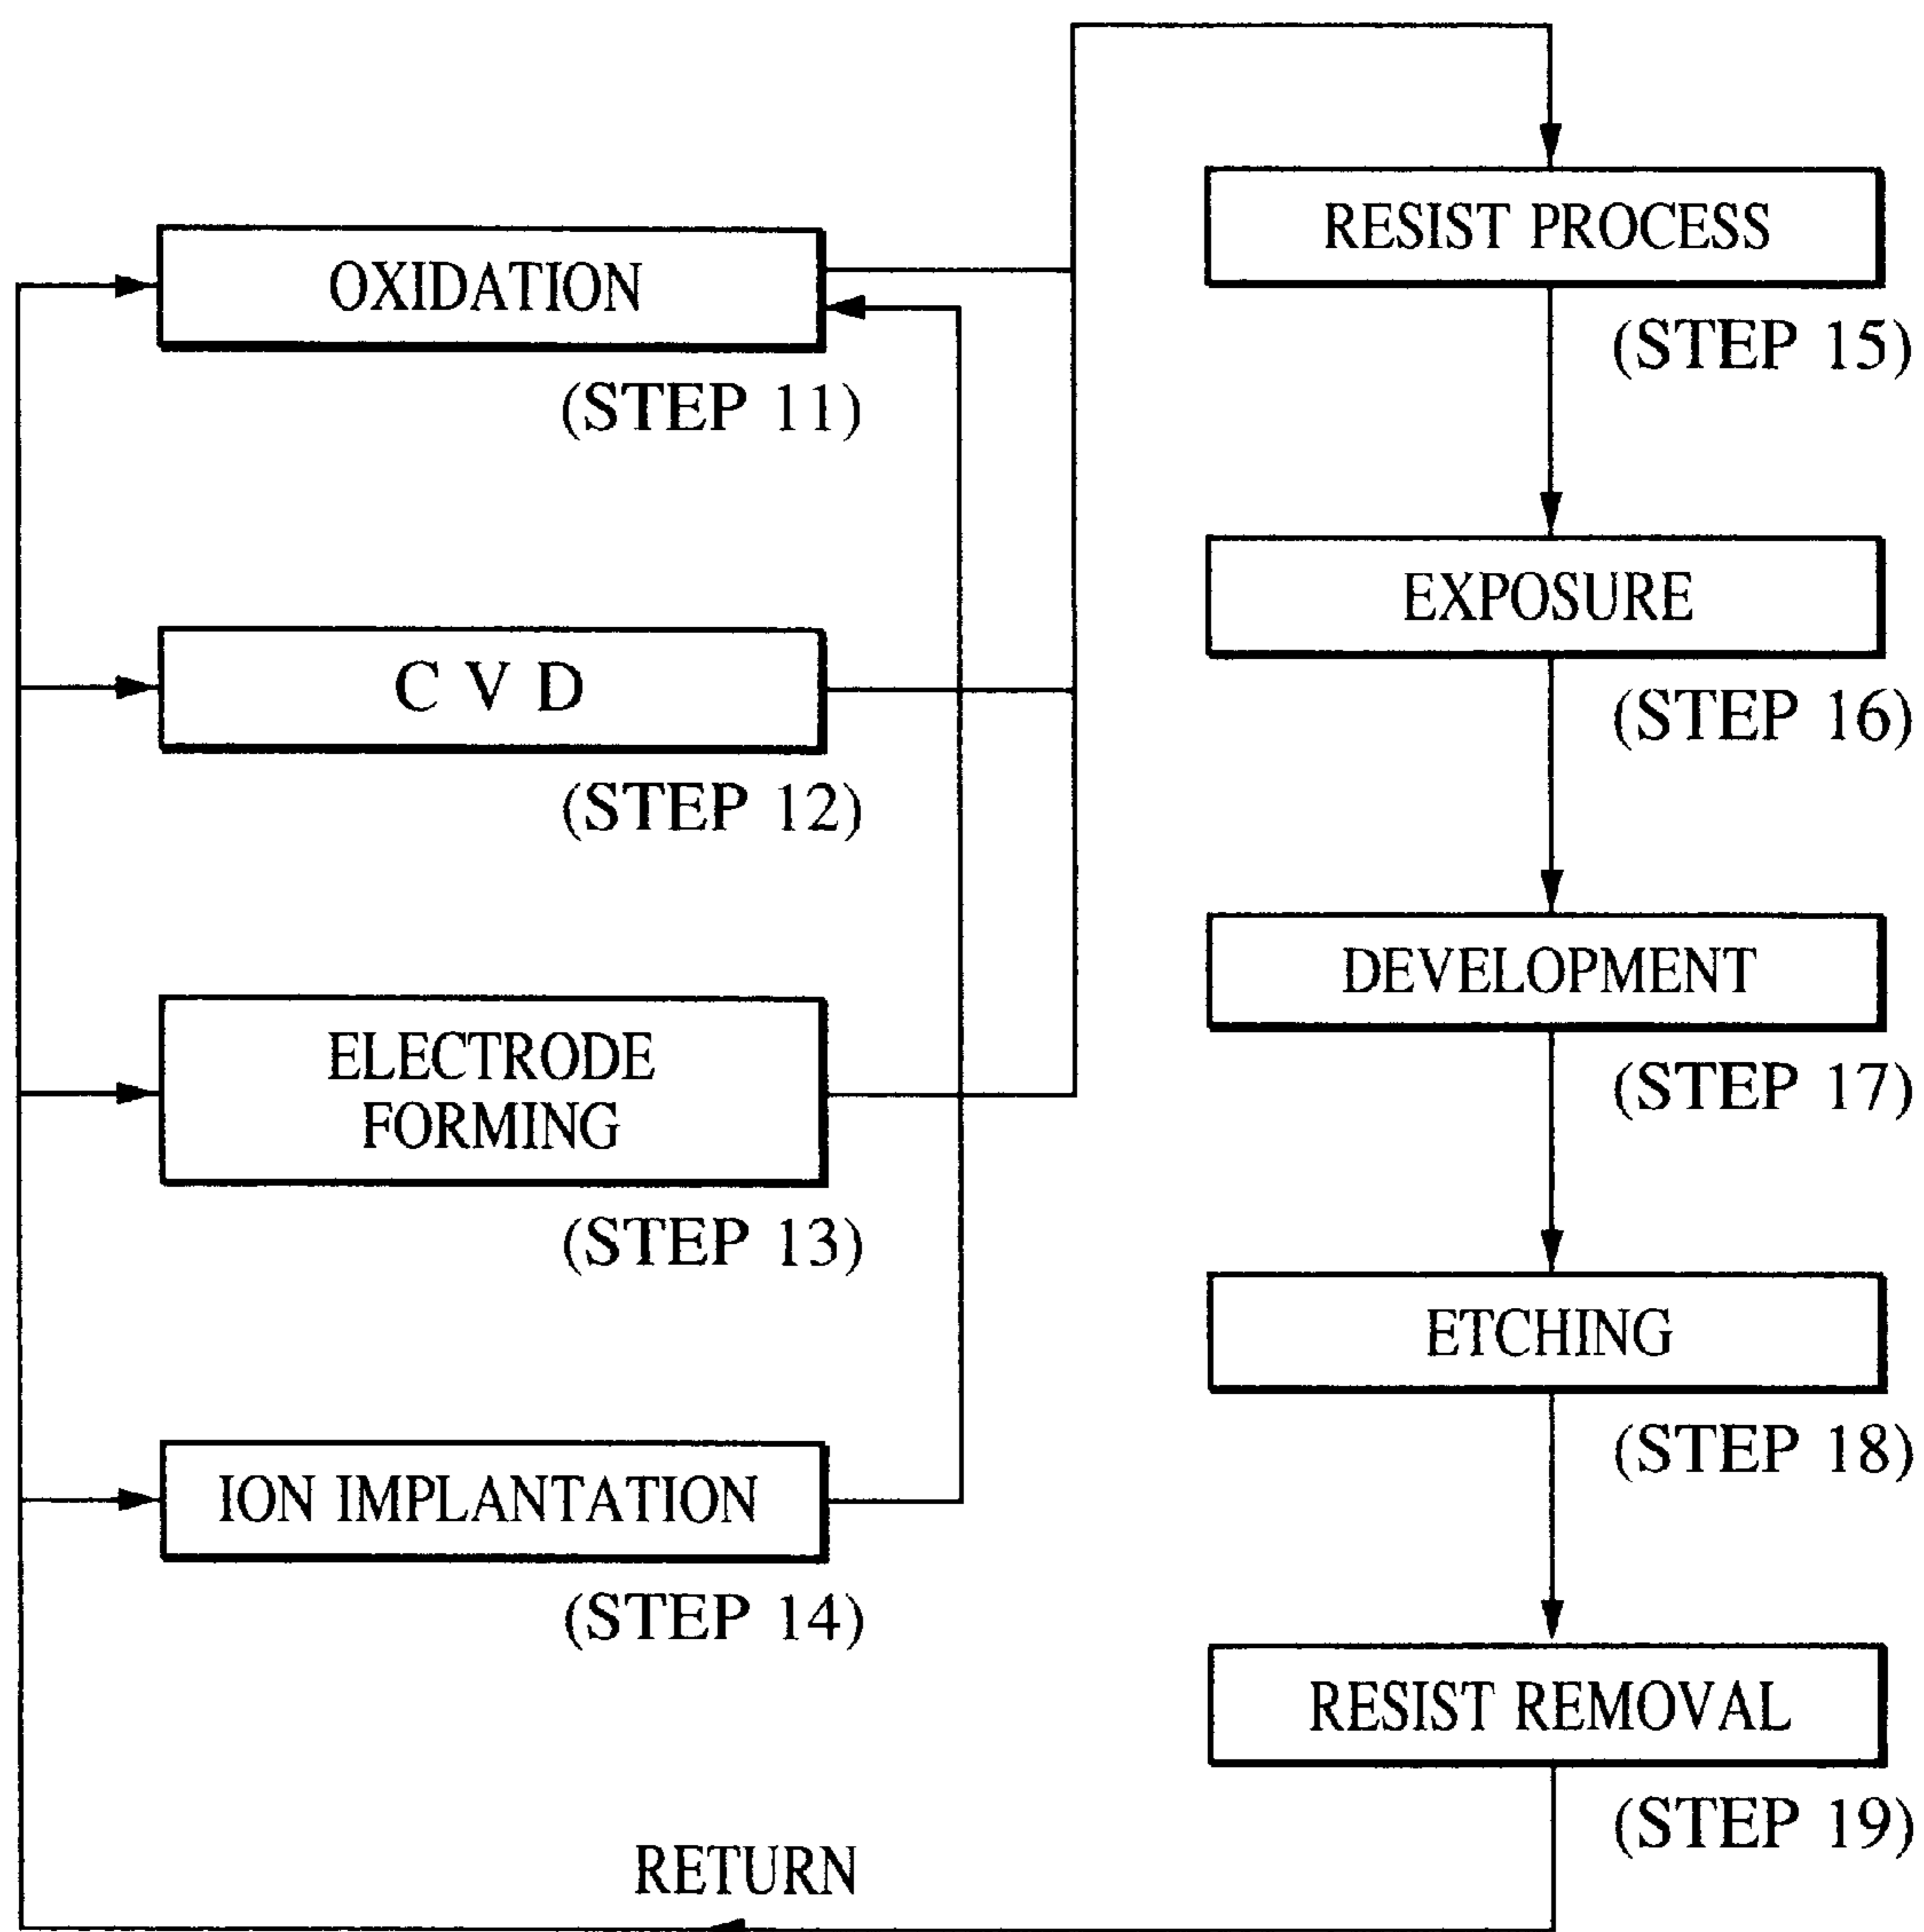 OXIDATION
(STEP 11)
C V D
(STEP 12)
ELECTRODE
FORMING
(STEP 13)
ION IMPLANTATION
(STEP 14)
RESIST PROCESS
(STEP 15)
EXPOSURE
(STEP 16)
DEVELOPMENT
(STEP 17)
ETCHING
(STEP 18)
RESIST REMOVAL
(STEP 19)
RETURN